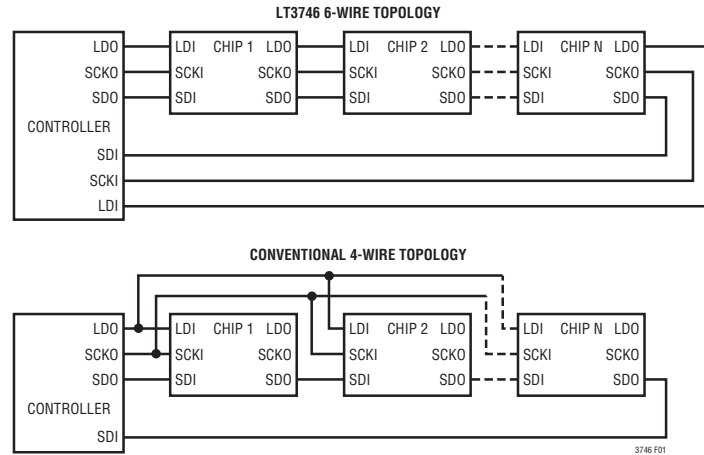 LT3746 6-WIRE TOPOLOGY
LDO LDI CHIP 1 LDO LDI CHIP 2 LDO LDI CHIP N LDO
SCKO SCKI SCKO SCKI SCKO SCKI SCKO
SDO SDI SDO SDI SDO SDI SDO
CONTROLLER
SDI
SCKI
LDI
CONVENTIONAL 4-WIRE TOPOLOGY
LDO LDI CHIP 1 LDO LDI CHIP 2 LDO LDI CHIP N LDO
SCKO SCKI SCKO SCKI SCKO SCKI SCKO
SDO SDI SDO SDI SDO SDI SDO
CONTROLLER
SDI
3746 F01